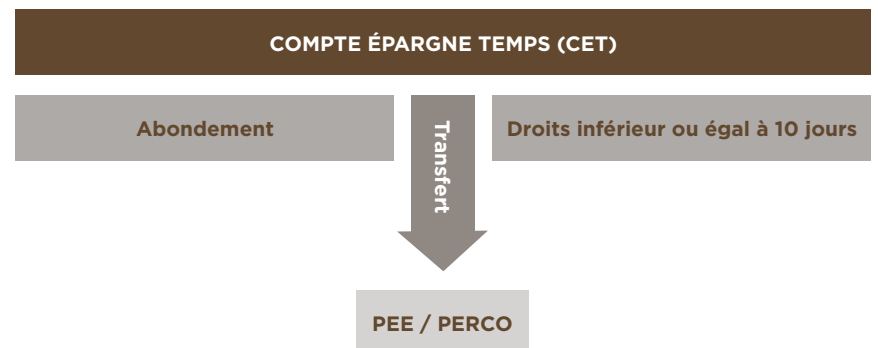 COMPTE ÉPARGNE TEMPS (CET)
Abondement
Transfert
Droits inférieur ou égal à 10 jours
PEE / PERCO